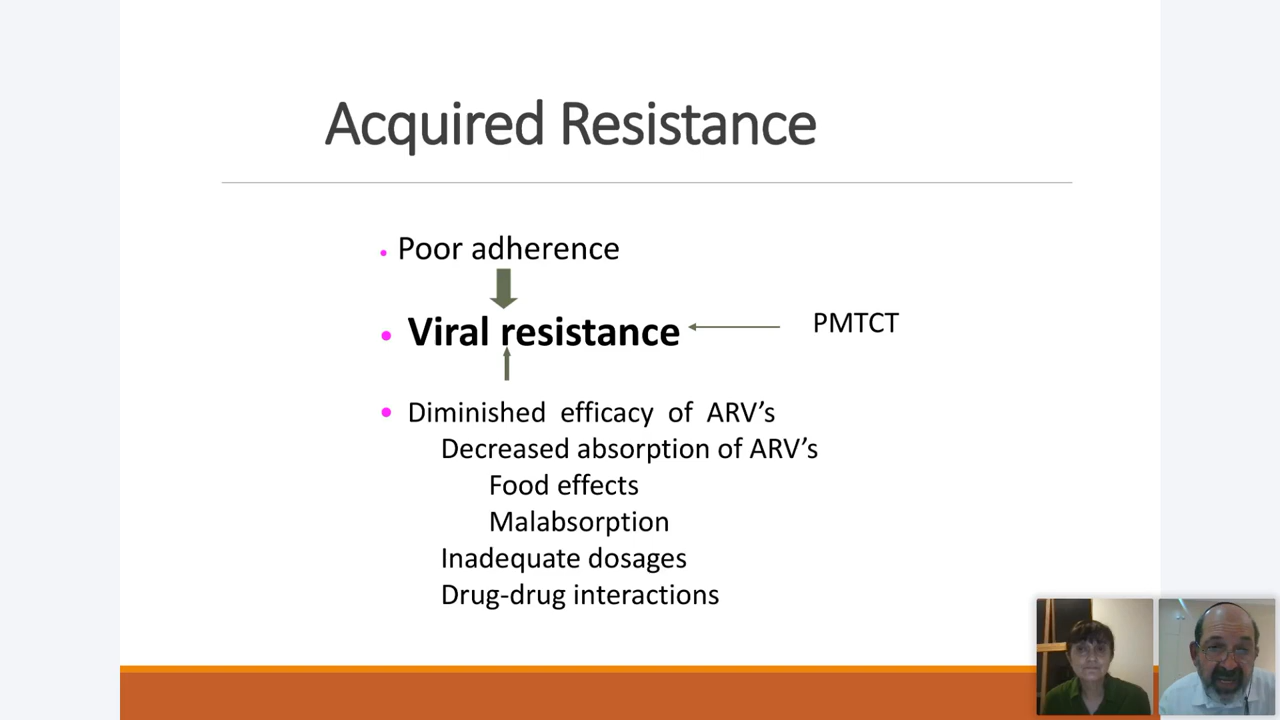 Acquired Resistance
• Poor adherence
• Viral resistance
PMTCT
• Diminished efficacy of ARV’s
Decreased absorption of ARV’s
Food effects
Malabsorption
Inadequate dosages
Drug-drug interactions